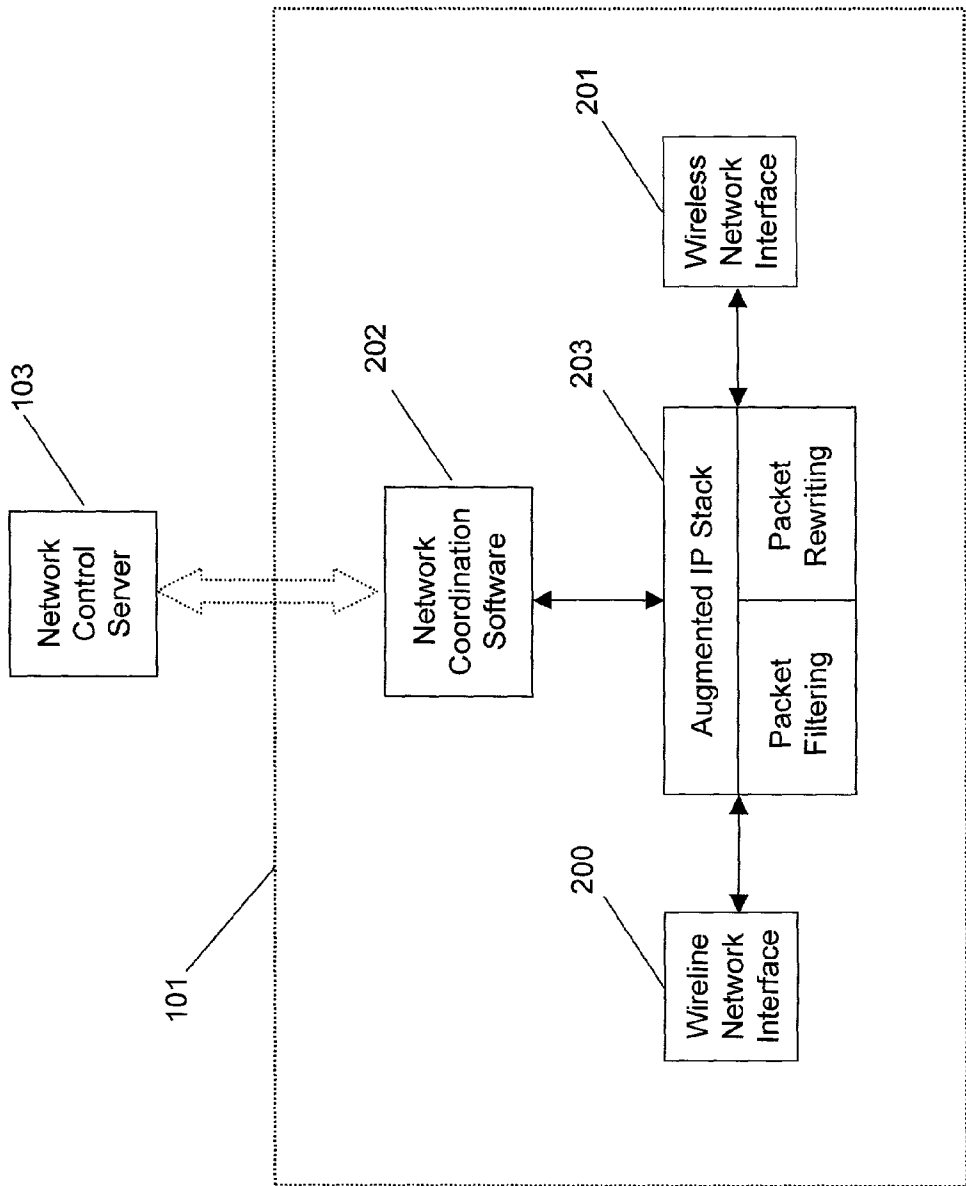 103
Network
Control
Server
101
202
Network
Coordination
Software
200
Wireline
Network
Interface
203
Augmented IP Stack
Packet
Filtering
Packet
Rewriting
201
Wireless
Network
Interface